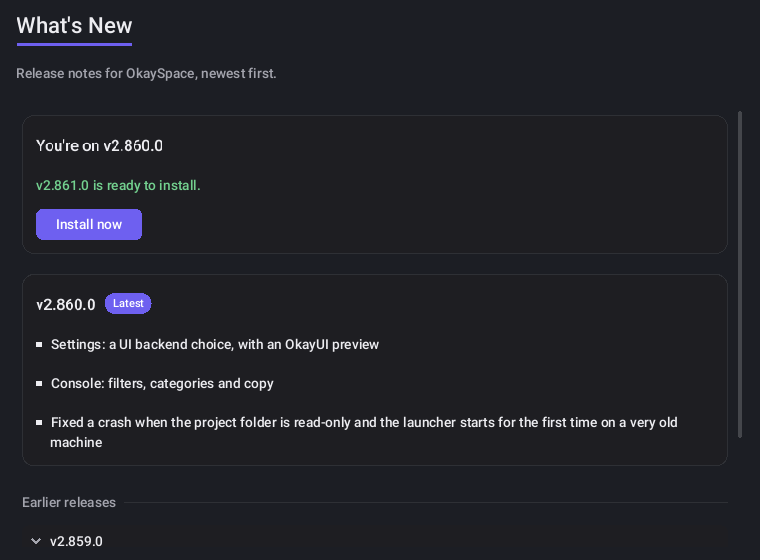 What's New
Release notes for OkaySpace, newest first.
You're on v2.860.0
v2.861.0 is ready to install.
Install now
v2.860.0 Latest
Settings: a UI backend choice, with an OkayUI preview
Console: filters, categories and copy
Fixed a crash when the project folder is read-only and the launcher starts for the first time on a very old
machine
Earlier releases
v2.859.0